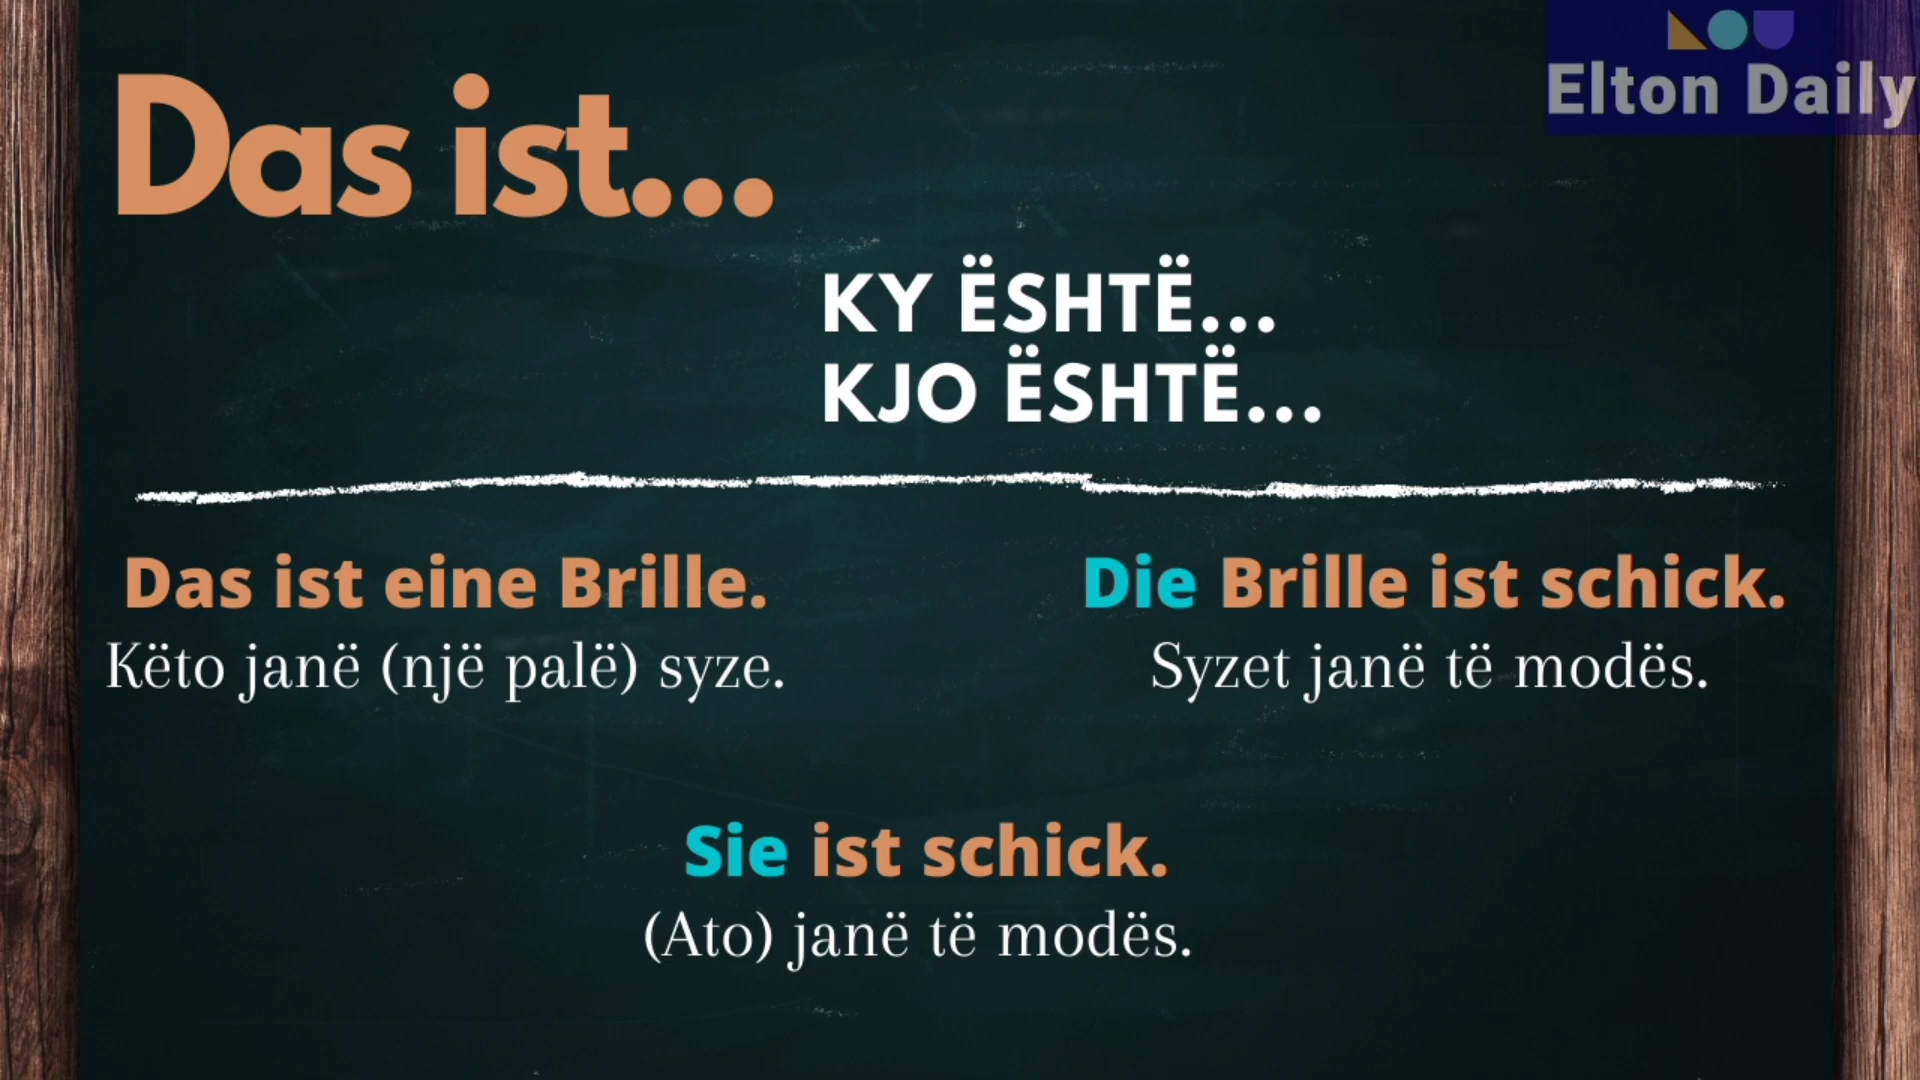 Elton Daily
Das ist...
KY ËSHTË...
KJO ËSHTË...
Das ist eine Brille.
Këto janë (një palë) syze.
Die Brille ist schick.
Syzet janë të modës.
Sie ist schick.
(Ato) janë të modës.